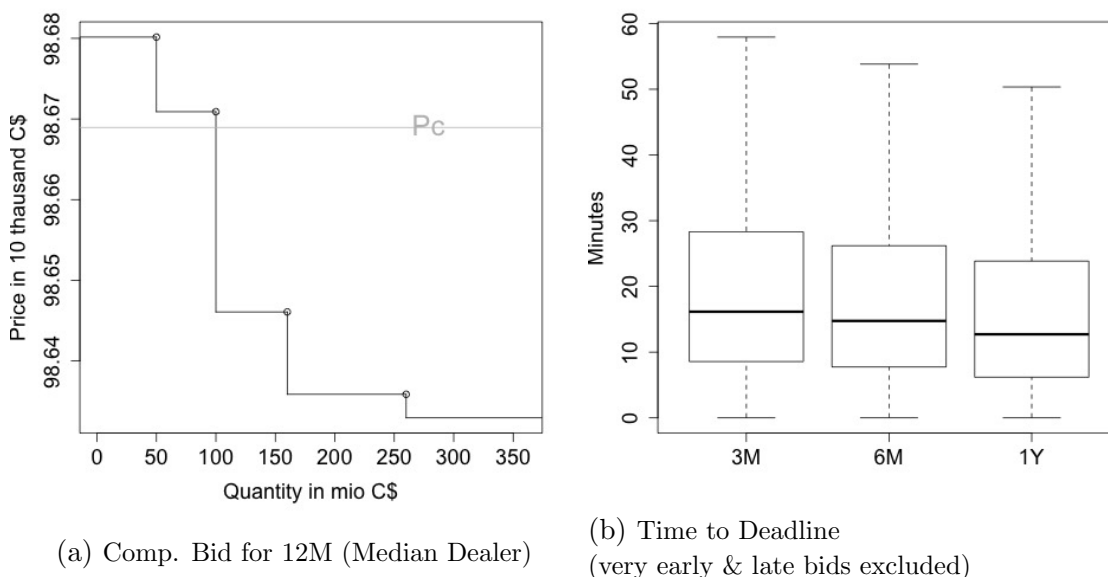 Price in 10 thausand C$
98.68
98.67
98.66
98.65
98.64
Pc
0 50 100 150 200 250 300 350
Quantity in mio C$
(a) Comp. Bid for 12M (Median Dealer)
Minutes
60
50
40
30
20
10
0
3M 6M 1Y
(b) Time to Deadline
(very early & late bids excluded)